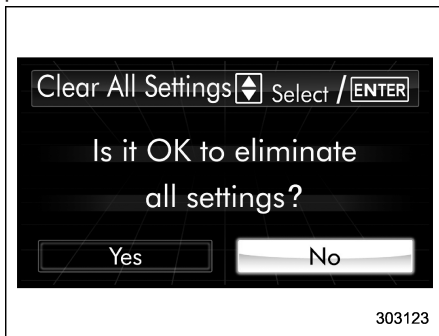 Clear All Settings Select / ENTER
Is it OK to eliminate
all settings?
Yes No
303123